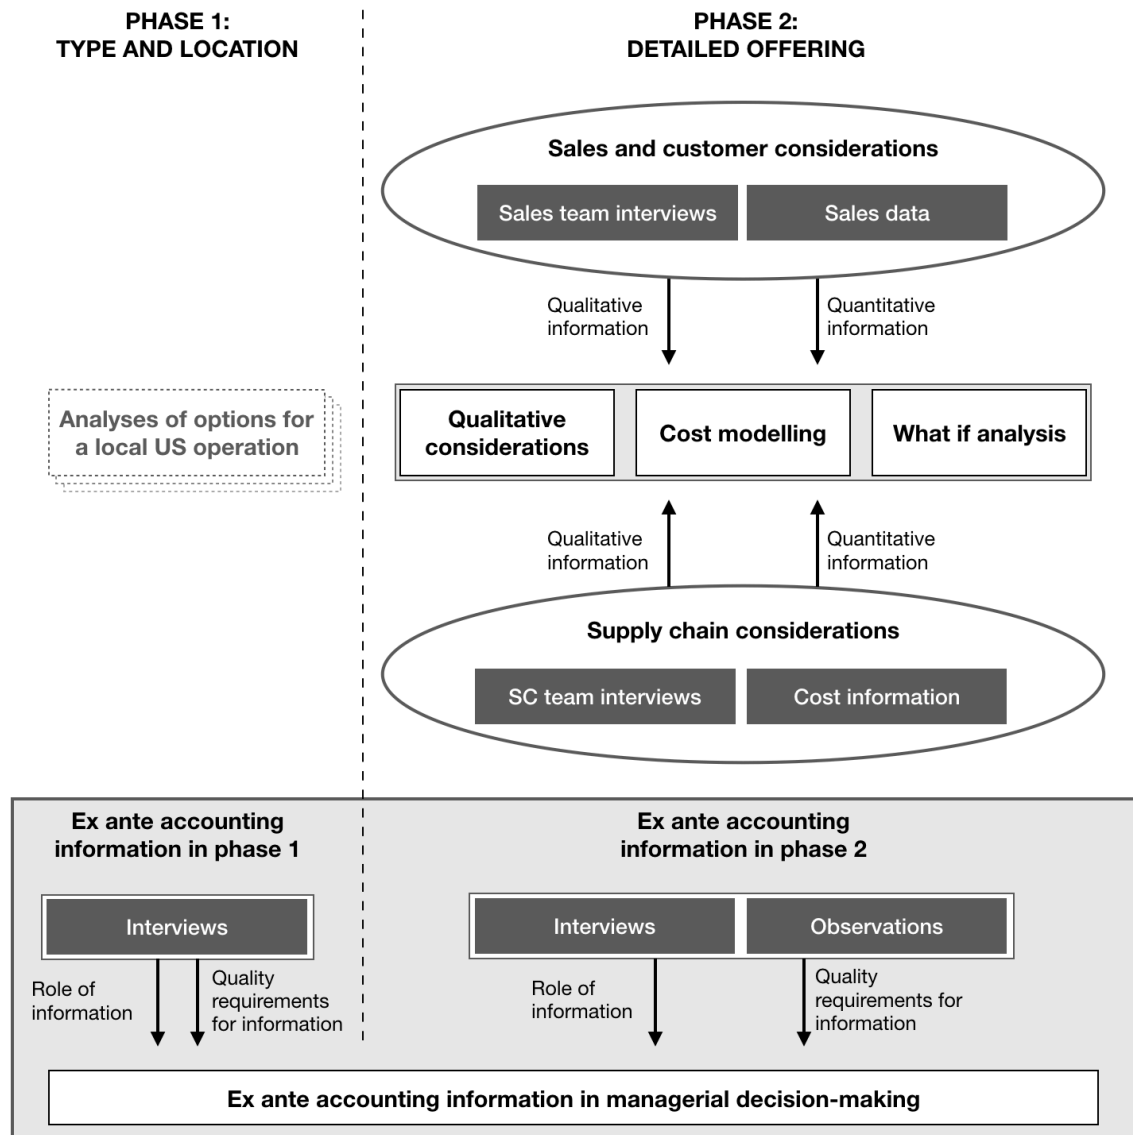 PHASE 1:
TYPE AND LOCATION
PHASE 2:
DETAILED OFFERING
Sales and customer considerations
Sales team interviews
Sales data
Qualitative
information
Quantitative
information
Analyses of options for
a local US operation
Qualitative
considerations
Cost modelling
What if analysis
Qualitative
information
Quantitative
information
Supply chain considerations
SC team interviews
Cost information
Ex ante accounting
information in phase 1
Interviews
Role of
information
Quality
requirements
for information
Ex ante accounting
information in phase 2
Interviews
Observations
Role of
information
Quality
requirements for
information
Ex ante accounting information in managerial decision-making